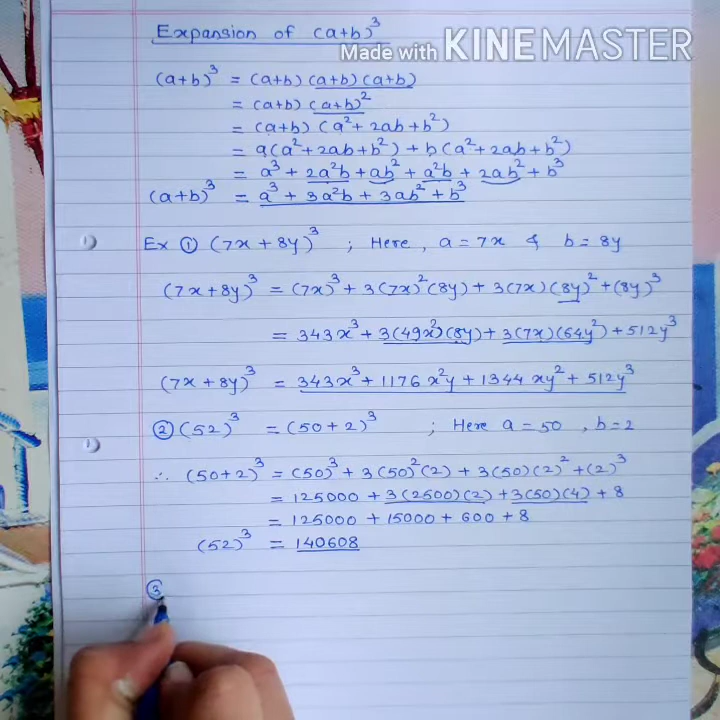 Expansion of (a+b)³
Made with KINEMASTER
(a+b)³ = (a+b) (a+b) (a+b)
= (a+b) (a+b)²
= (a+b) (a²+ 2ab + b²)
= a(a²+2ab+b²) + b(a²+2ab+b²)
= a³ + 2a²b + ab² + a²b + 2ab² + b³
(a+b)³ = a³ + 3a²b + 3ab² + b³
Ex ① (7x + 8y)³ ; Here, a = 7x & b = 8y
(7x+8y)³ = (7x)³ + 3(7x)²(8y) + 3(7x)(8y)² + (8y)³
= 343x³ + 3(49x²)(8y) + 3(7x)(64y²) + 512y³
(7x + 8y)³ = 343x³ + 1176 x²y + 1344 xy² + 512y³
② (52)³ = (50+2)³ ; Here a = 50 , b = 2
∴ (50+2)³ = (50)³ + 3(50)²(2) + 3(50)(2)² + (2)³
= 125000 + 3(2500)(2) + 3(50)(4) + 8
= 125000 + 15000 + 600 + 8
(52)³ = 140608
③